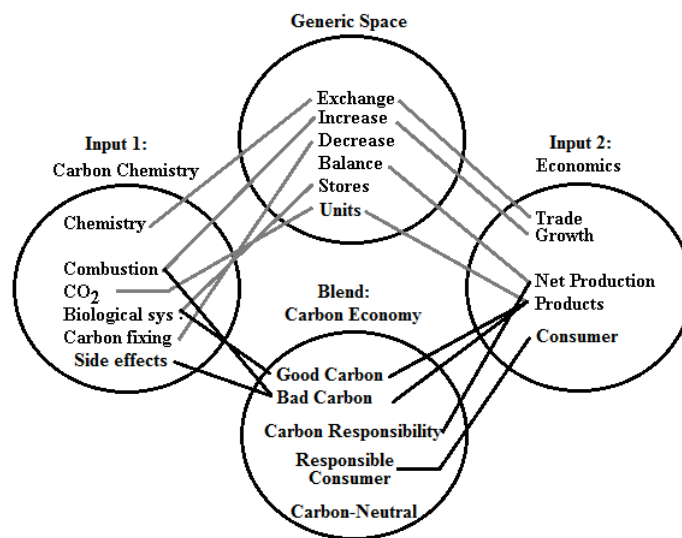 Generic Space
Exchange
Increase
Decrease
Balance
Stores
Units
Input 1:
Carbon Chemistry
Chemistry
Combustion
CO2
Biological sys
Carbon fixing
Side effects
Input 2:
Economics
Trade
Growth
Net Production
Products
Consumer
Blend:
Carbon Economy
Good Carbon
Bad Carbon
Carbon Responsibility
Responsible
Consumer
Carbon-Neutral